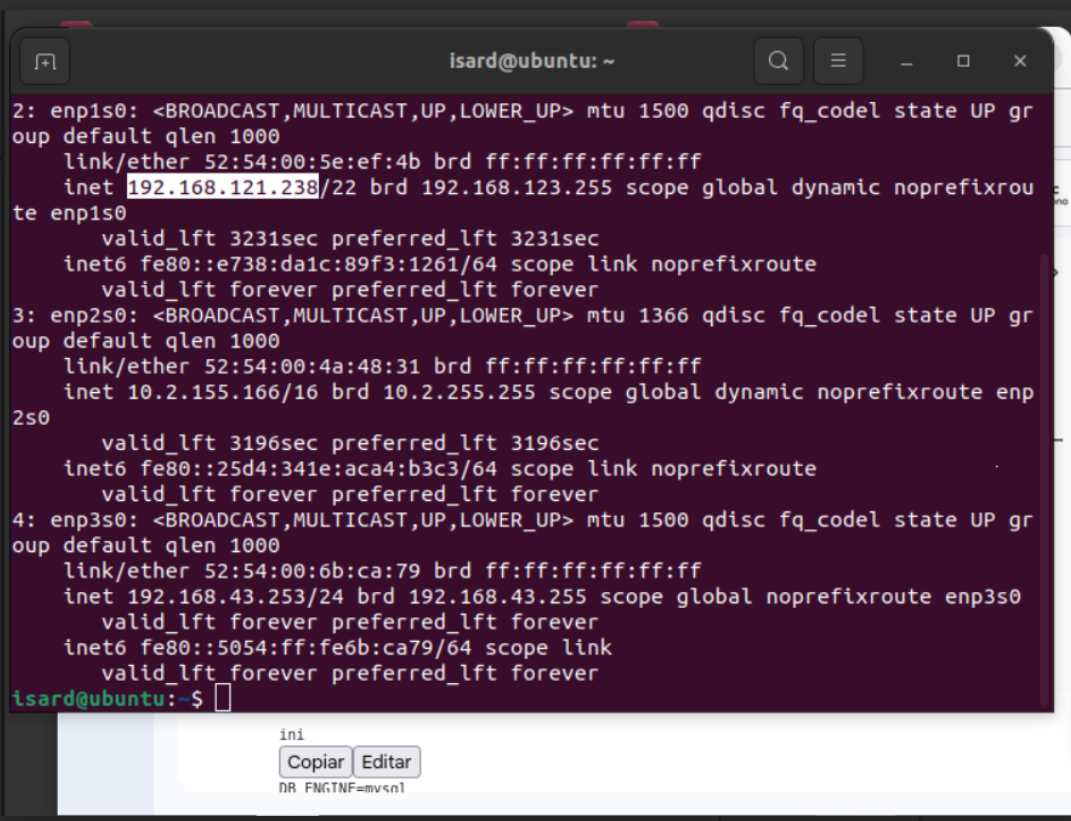 isard@ubuntu: ~
2: enp1s0: <BROADCAST,MULTICAST,UP,LOWER_UP> mtu 1500 qdisc fq_codel state UP gr
oup default qlen 1000
link/ether 52:54:00:5e:ef:4b brd ff:ff:ff:ff:ff:ff
inet 192.168.121.238/22 brd 192.168.123.255 scope global dynamic noprefixrou
te enp1s0
valid_lft 3231sec preferred_lft 3231sec
inet6 fe80::e738:da1c:89f3:1261/64 scope link noprefixroute
valid_lft forever preferred_lft forever
3: enp2s0: <BROADCAST,MULTICAST,UP,LOWER_UP> mtu 1366 qdisc fq_codel state UP gr
oup default qlen 1000
link/ether 52:54:00:4a:48:31 brd ff:ff:ff:ff:ff:ff
inet 10.2.155.166/16 brd 10.2.255.255 scope global dynamic noprefixroute enp
2s0
valid_lft 3196sec preferred_lft 3196sec
inet6 fe80::25d4:341e:aca4:b3c3/64 scope link noprefixroute
valid_lft forever preferred_lft forever
4: enp3s0: <BROADCAST,MULTICAST,UP,LOWER_UP> mtu 1500 qdisc fq_codel state UP gr
oup default qlen 1000
link/ether 52:54:00:6b:ca:79 brd ff:ff:ff:ff:ff:ff
inet 192.168.43.253/24 brd 192.168.43.255 scope global noprefixroute enp3s0
valid_lft forever preferred_lft forever
inet6 fe80::5054:ff:fe6b:ca79/64 scope link
valid_lft forever preferred_lft forever
isard@ubuntu:~$
ini
Copiar Editar
DB_ENGINE=mysql